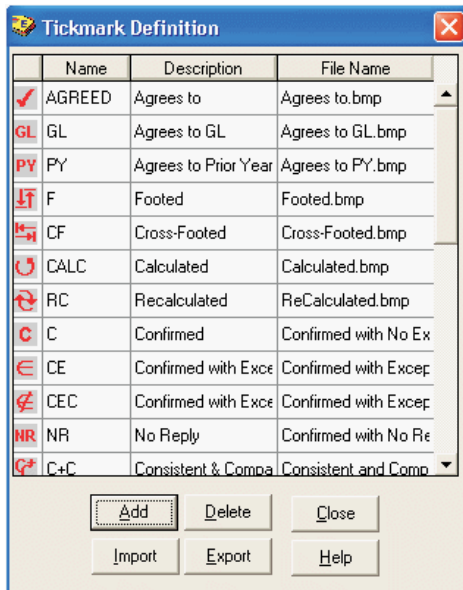 Tickmark Definition
Name Description File Name
AGREED Agrees to Agrees to.bmp
GL GL Agrees to GL Agrees to GL.bmp
PY PY Agrees to Prior Year Agrees to PY.bmp
F Footed Footed.bmp
CF Cross-Footed Cross-Footed.bmp
CALC Calculated Calculated.bmp
RC Recalculated ReCalculated.bmp
C C Confirmed Confirmed with No Ex
∈ CE Confirmed with Exce Confirmed with Excep
∉ CEC Confirmed with Exce Confirmed with Excep
NR NR No Reply Confirmed with No Re
C+C Consistent & Compa Consistent and Comp
Add Delete Close
Import Export Help